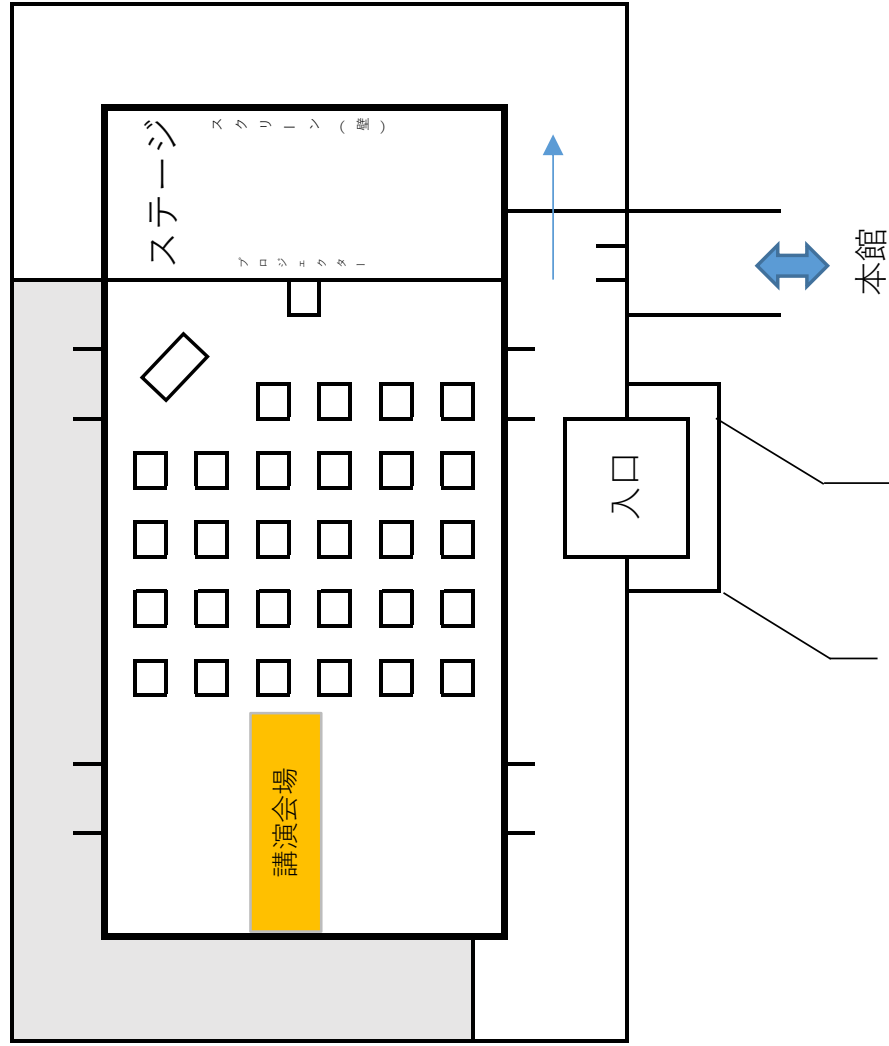 ステージ
スクリーン（壁）
プロジェクター
本館
入口
講演会場